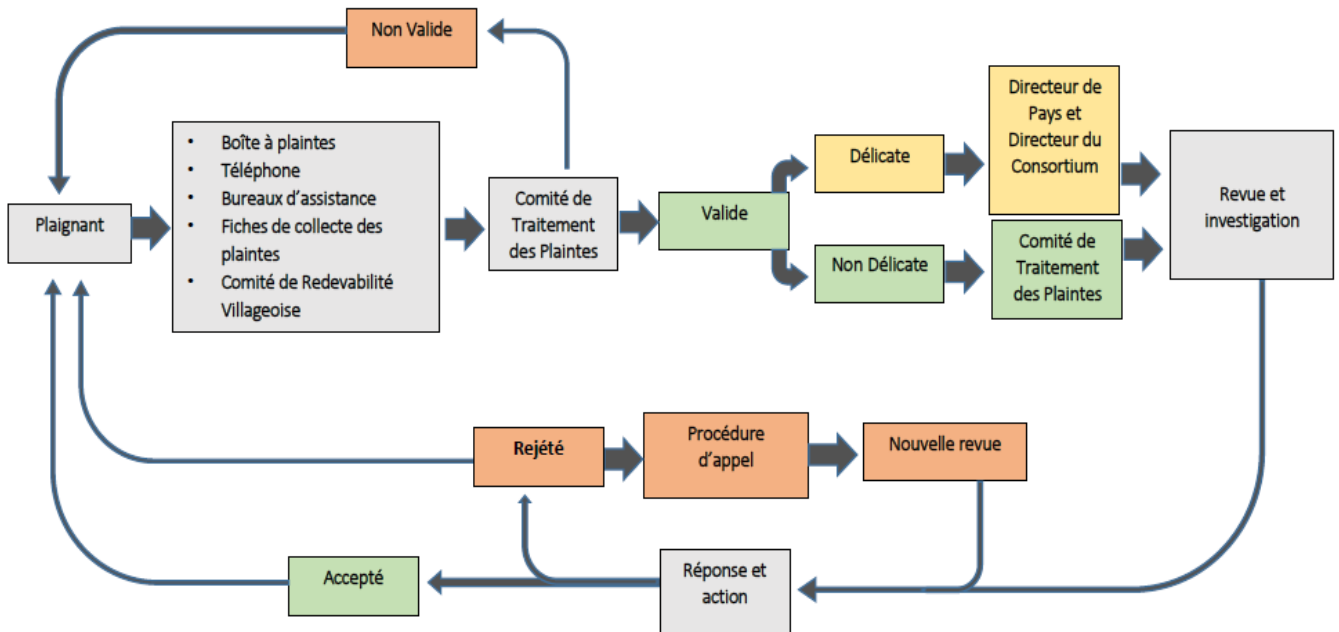 Non Valide
• Boîte à plaintes
• Téléphone
• Bureaux d'assistance
• Fiches de collecte des
plaintes
• Comité de Redevabilité
Villageoise
Plaignant
Comité de
Traitement
des Plaintes
Valide
Délicate
Non Délicate
Directeur de
Pays et
Directeur du
Consortium
Comité de
Traitement
des Plaintes
Revue et
investigation
Rejété
Procédure
d'appel
Nouvelle revue
Accepté
Réponse et
action